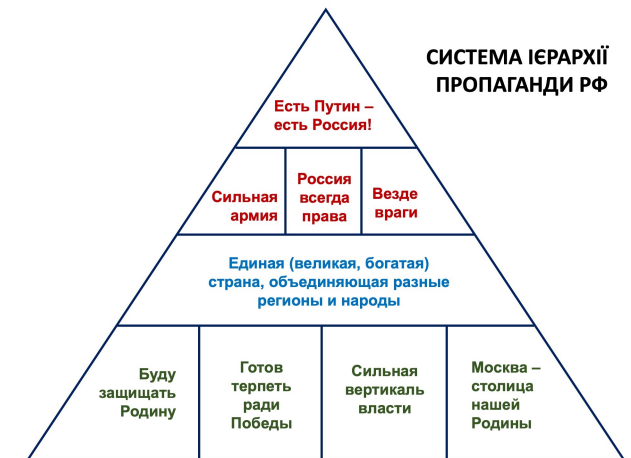 СИСТЕМА ІЄРАРХІЇ
ПРОПАГАНДИ РФ
Есть Путин –
есть Россия!
Сильная
армия
Россия
всегда
права
Везде
враги
Единая (великая, богатая)
страна, объединяющая разные
регионы и народы
Буду
защищать
Родину
Готов
терпеть
ради
Победы
Сильная
вертикаль
власти
Москва –
столица
нашей
Родины